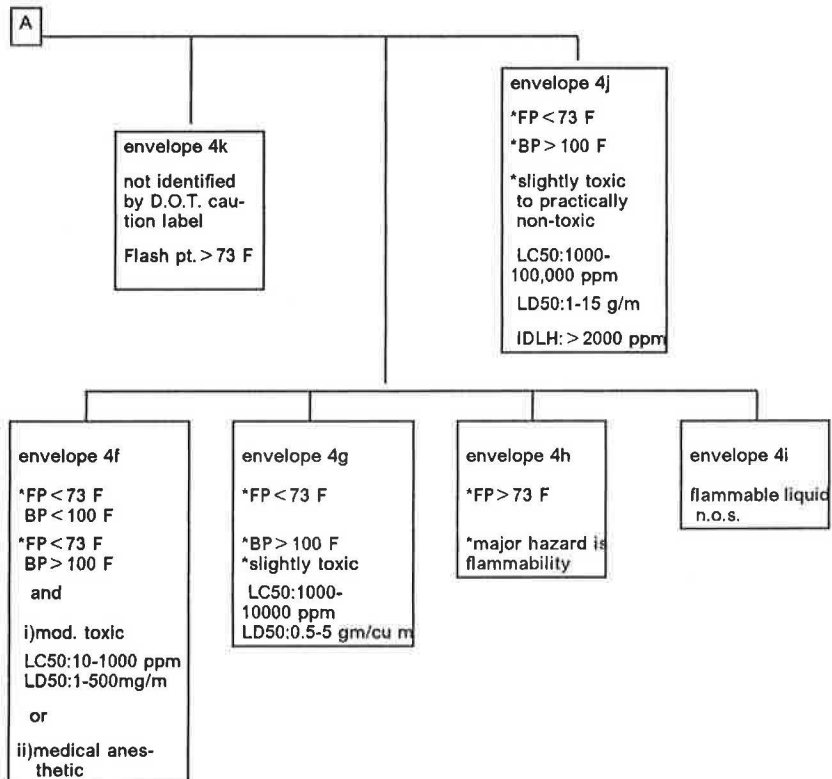 A
envelope 4k
not identified
by D.O.T. cau-
tion label
Flash pt. > 73 F
envelope 4j
*FP < 73 F
*BP > 100 F
*slightly toxic
to practically
non-toxic
LC50:1000-
100,000 ppm
LD50:1-15 g/m
IDLH: > 2000 ppm
envelope 4f
*FP < 73 F
BP < 100 F
*FP < 73 F
BP > 100 F
and
i)mod. toxic
LC50:10-1000 ppm
LD50:1-500mg/m
or
ii)medical anes-
thetic
envelope 4g
*FP < 73 F
*BP > 100 F
*slightly toxic
LC50:1000-
10000 ppm
LD50:0.5-5 gm/cu m
envelope 4h
*FP > 73 F
*major hazard is
flammability
envelope 4i
flammable liquid
n.o.s.